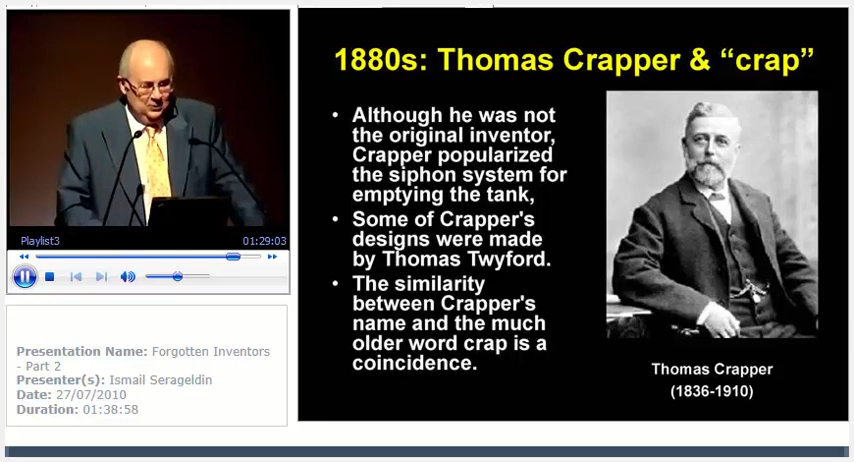 1880s: Thomas Crapper & “crap”
• Although he was not
the original inventor,
Crapper popularized
the siphon system for
emptying the tank,
• Some of Crapper's
designs were made
by Thomas Twyford.
• The similarity
between Crapper's
name and the much
older word crap is a
coincidence.
Thomas Crapper
(1836-1910)
Playlist3 01:29:03
Presentation Name: Forgotten Inventors
- Part 2
Presenter(s): Ismail Serageldin
Date: 27/07/2010
Duration: 01:38:58